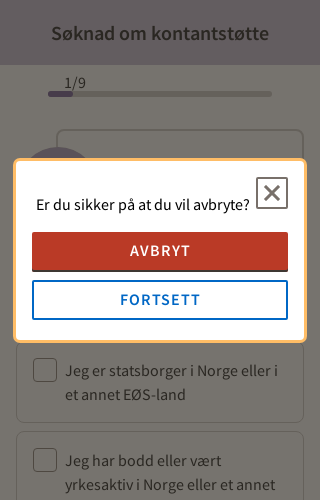 Søknad om kontantstøtte
1/9
Er du sikker på at du vil avbryte?
AVBRYT
FORTSETT
Jeg er statsborger i Norge eller i
et annet EØS-land
Jeg har bodd eller vært
yrkesaktiv i Norge eller et annet